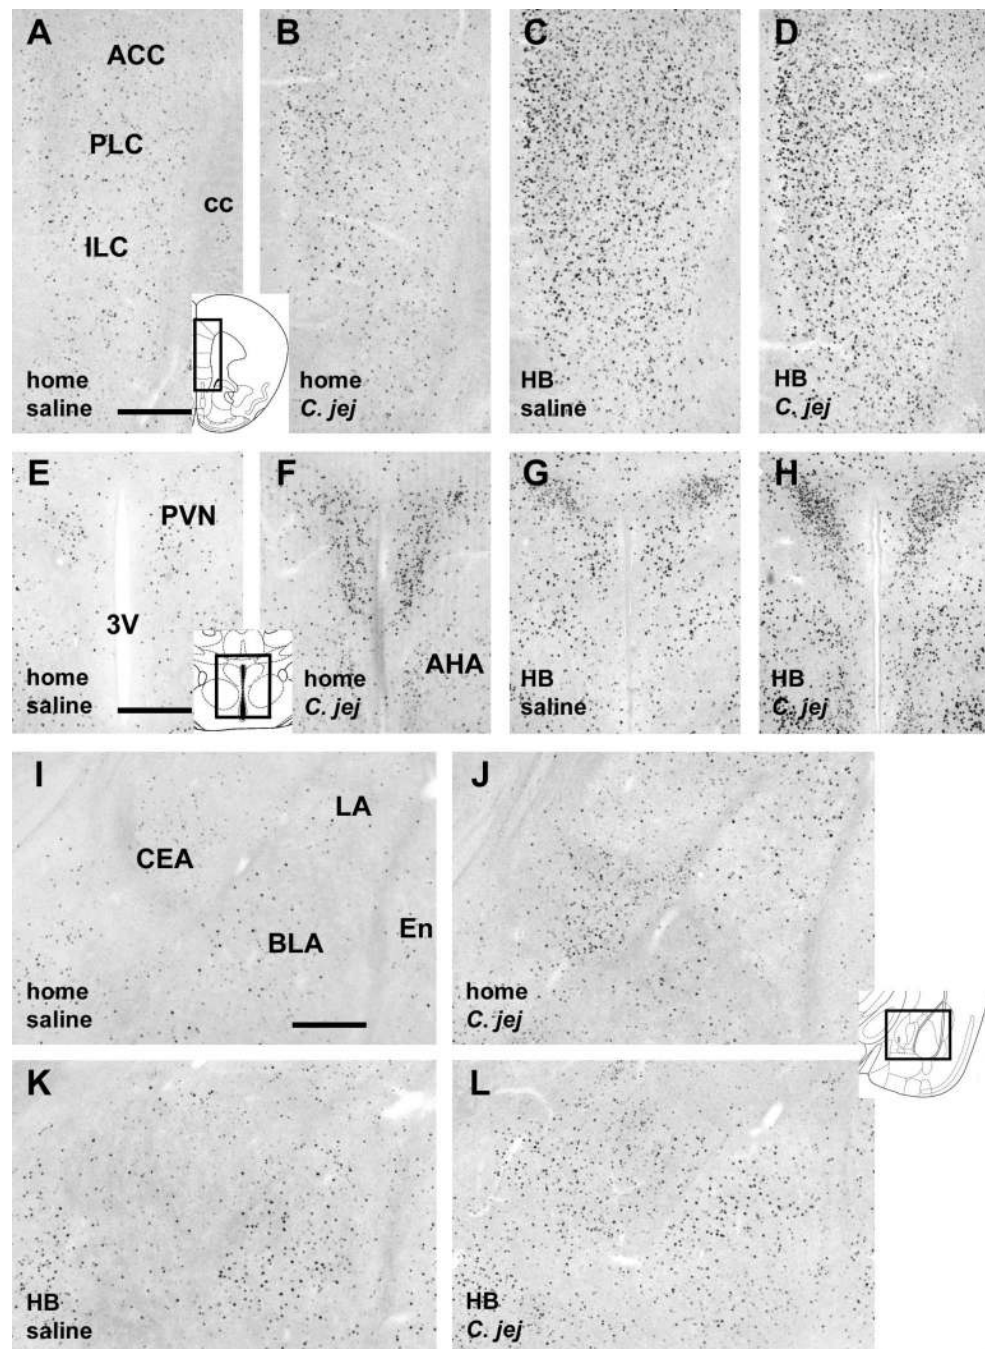 A
ACC
PLC
cc
ILC
home
saline
B
home
C. jej
C
HB
saline
D
HB
C. jej
E
PVN
3V
home
saline
F
AHA
home
C. jej
G
HB
saline
H
HB
C. jej
I
LA
CEA
En
BLA
home
saline
J
home
C. jej
K
HB
saline
L
HB
C. jej